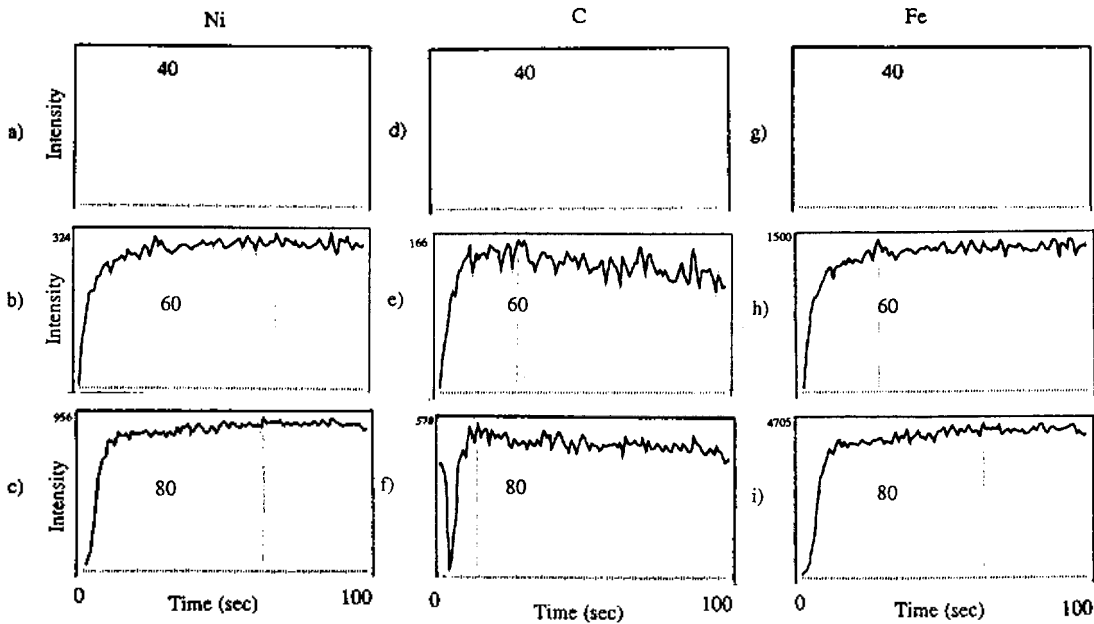 Ni C Fe
a) Intensity 40 d) 40 g) 40
b) Intensity 324 60 e) 166 60 h) 1500 60
c) Intensity 956 80 f) 578 80 i) 4705 80
0 Time (sec) 100 0 Time (sec) 100 0 Time (sec) 100